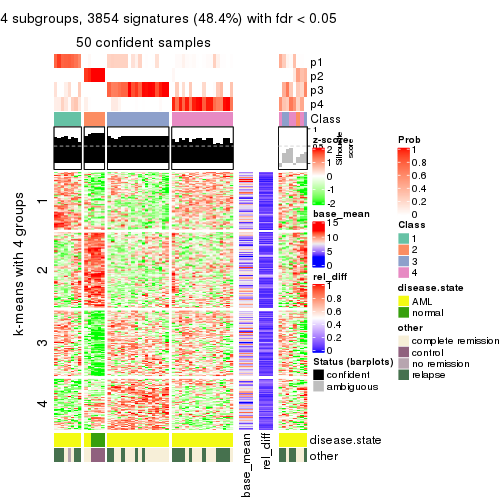 4 subgroups, 3854 signatures (48.4%) with fdr < 0.05
50 confident samples
p1
p2
p3
p4
Class
1
0.5
Silhouette
score
k-means with 4 groups
1
2
3
4
base_mean
rel_diff
disease.state
other
z-score
2
1
0
-1
-2
base_mean
15
10
5
0
rel_diff
1
0.8
0.6
0.4
0.2
0
Status (barplots)
confident
ambiguous
Prob
1
0.8
0.6
0.4
0.2
0
Class
1
2
3
4
disease.state
AML
normal
other
complete remission
control
no remission
relapse